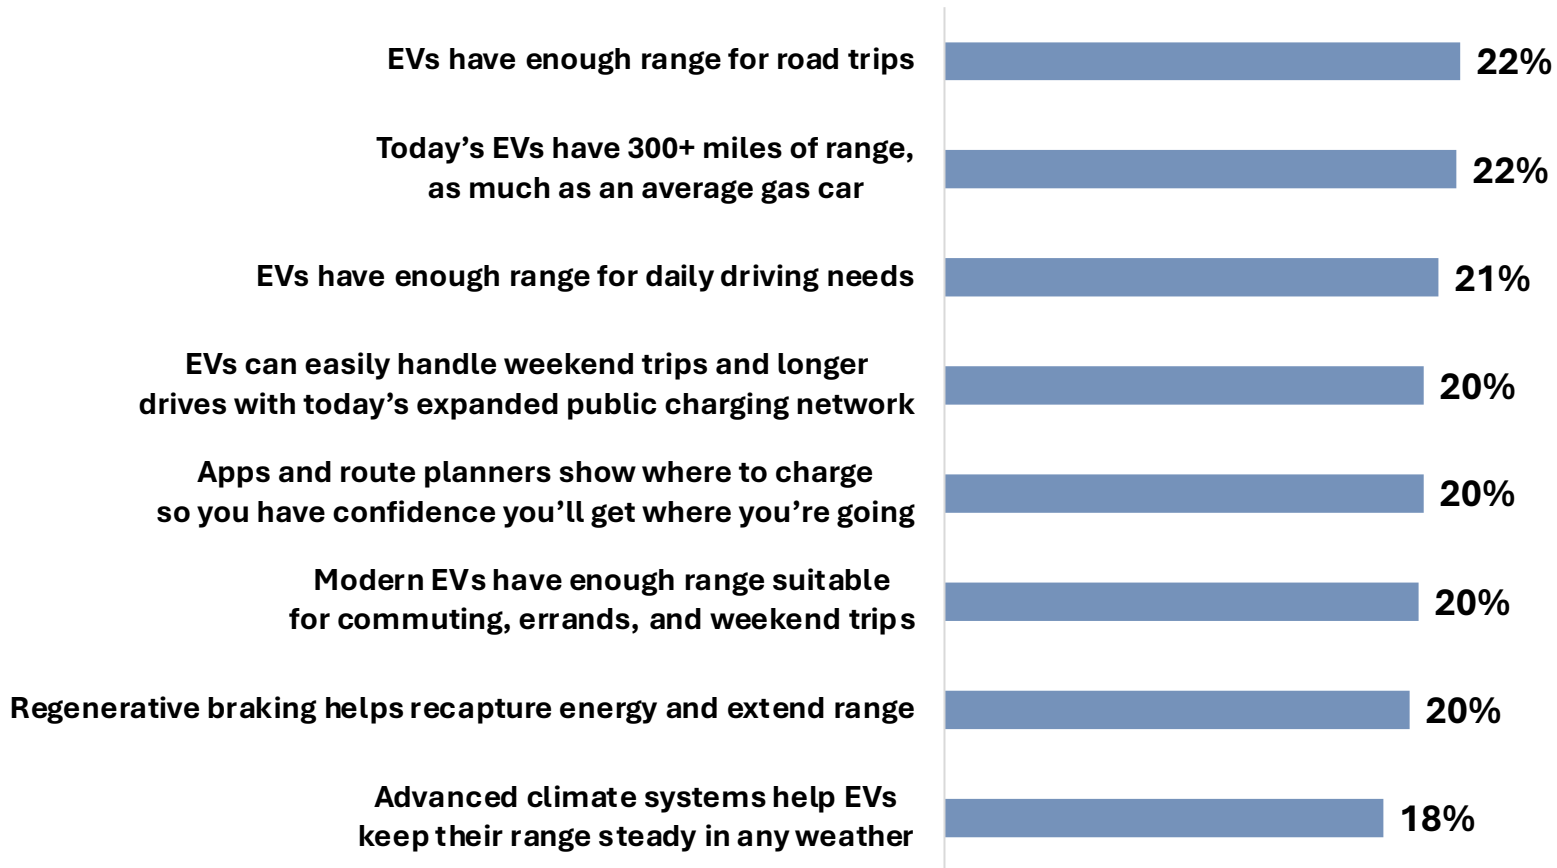 EVs have enough range for road trips
22%
Today’s EVs have 300+ miles of range,
as much as an average gas car
22%
EVs have enough range for daily driving needs
21%
EVs can easily handle weekend trips and longer
drives with today’s expanded public charging network
20%
Apps and route planners show where to charge
so you have confidence you’ll get where you’re going
20%
Modern EVs have enough range suitable
for commuting, errands, and weekend trips
20%
Regenerative braking helps recapture energy and extend range
20%
Advanced climate systems help EVs
keep their range steady in any weather
18%